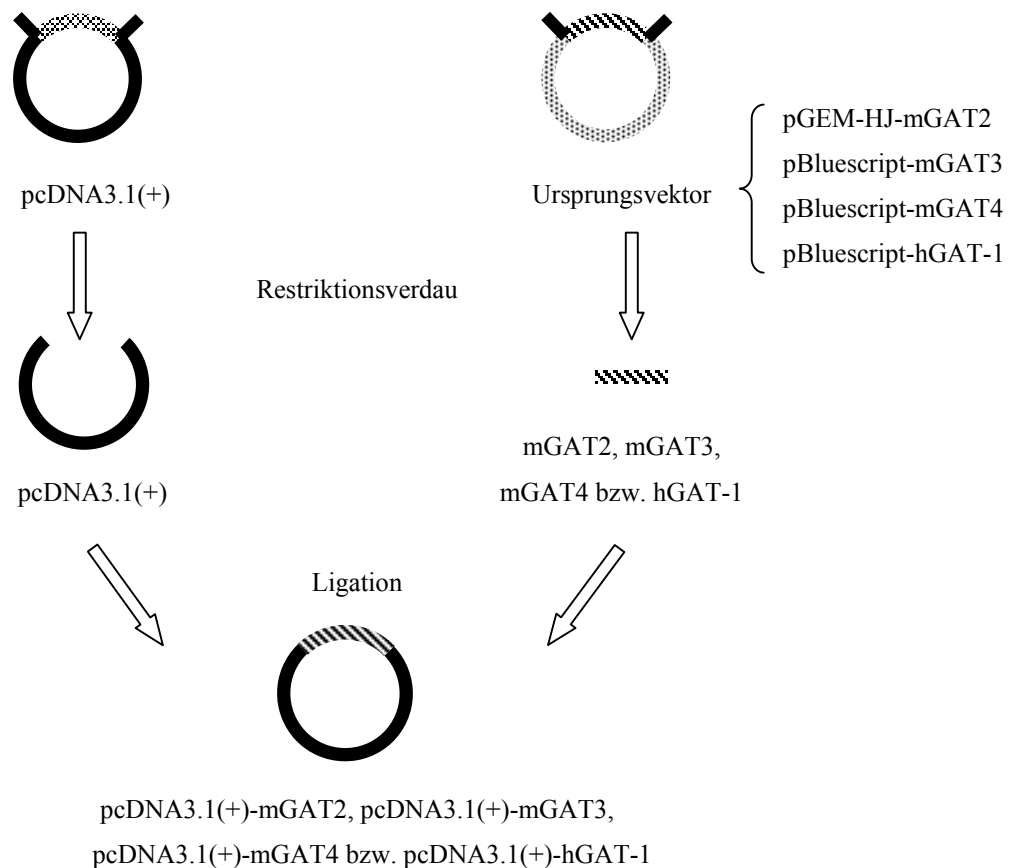 pcDNA3.1(+)
Ursprungsvektor
pGEM-HJ-mGAT2
pBluescript-mGAT3
pBluescript-mGAT4
pBluescript-hGAT-1
Restriktionsverdau
pcDNA3.1(+)
mGAT2, mGAT3,
mGAT4 bzw. hGAT-1
Ligation
pcDNA3.1(+)-mGAT2, pcDNA3.1(+)-mGAT3,
pcDNA3.1(+)-mGAT4 bzw. pcDNA3.1(+)-hGAT-1